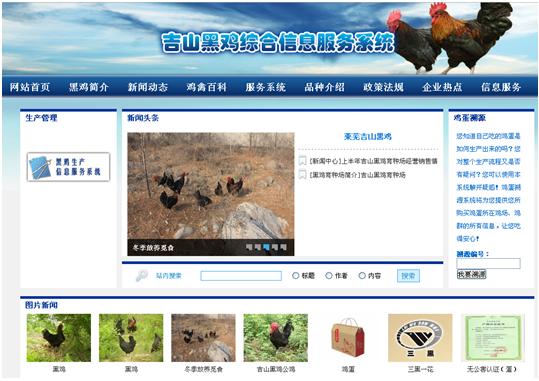 吉山黑鸡综合信息服务系统
网站首页 黑鸡简介 新闻动态 鸡禽百科 服务系统 品种介绍 政策法规 企业热点 信息服务
生产管理
黑鸡生产
信息服务系统
新闻头条
冬季放养觅食
莱芜吉山黑鸡
[新闻中心]上半年吉山黑鸡育种场经营销售情
[黑鸡育种场简介]吉山黑鸡育种场
站内搜索 标题 作者 内容 搜索
鸡蛋溯源
您知道自己吃的鸡蛋是
如何生产出来的吗？您
对整个生产流程又是否
有疑问？您可以使用本
系统解开疑惑！鸡蛋溯
源系统将为您提供您所
购买鸡蛋所在鸡场、鸡
群的所有信息，让您吃
得安心！
溯源编号：
我要溯源
图片新闻
三黑
黑鸡 黑鸡 冬季放养觅食 吉山黑鸡公鸡 鸡蛋 三黑一花 无公害认证（蛋）